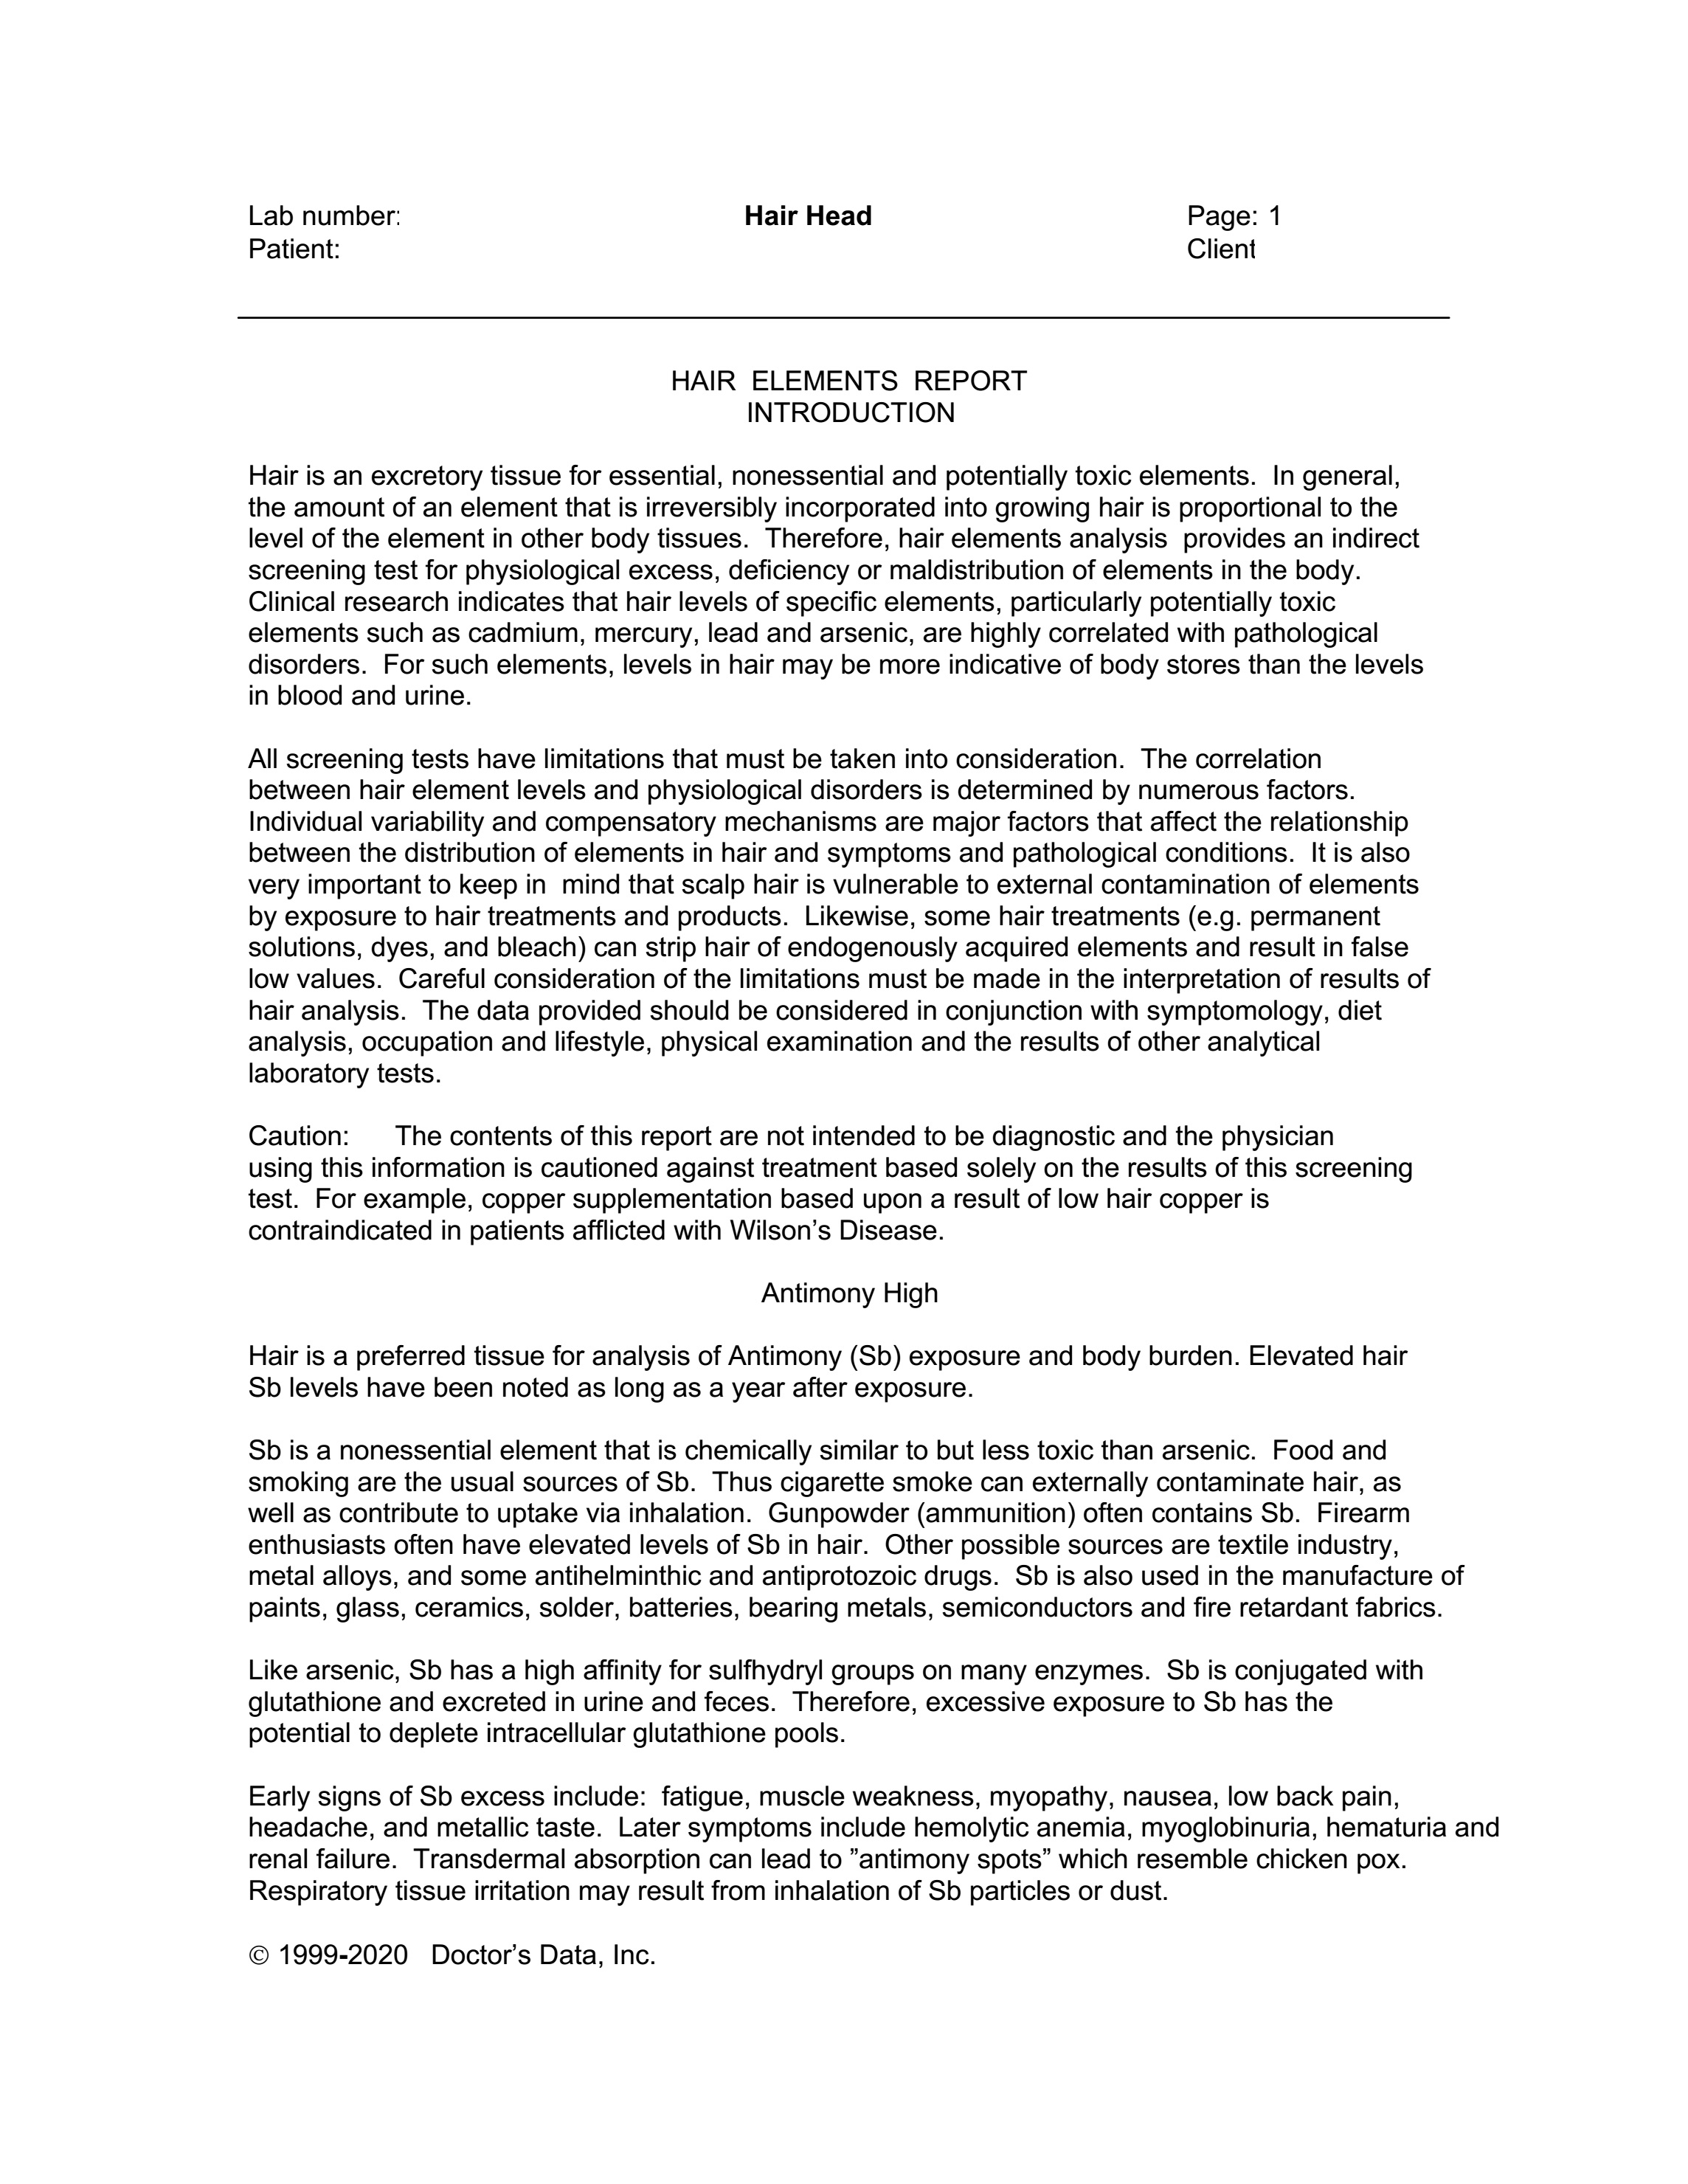 Lab number: Hair Head Page: 1
Patient: Client
HAIR ELEMENTS REPORT
INTRODUCTION
Hair is an excretory tissue for essential, nonessential and potentially toxic elements. In general,
the amount of an element that is irreversibly incorporated into growing hair is proportional to the
level of the element in other body tissues. Therefore, hair elements analysis provides an indirect
screening test for physiological excess, deficiency or maldistribution of elements in the body.
Clinical research indicates that hair levels of specific elements, particularly potentially toxic
elements such as cadmium, mercury, lead and arsenic, are highly correlated with pathological
disorders. For such elements, levels in hair may be more indicative of body stores than the levels
in blood and urine.
All screening tests have limitations that must be taken into consideration. The correlation
between hair element levels and physiological disorders is determined by numerous factors.
Individual variability and compensatory mechanisms are major factors that affect the relationship
between the distribution of elements in hair and symptoms and pathological conditions. It is also
very important to keep in mind that scalp hair is vulnerable to external contamination of elements
by exposure to hair treatments and products. Likewise, some hair treatments (e.g. permanent
solutions, dyes, and bleach) can strip hair of endogenously acquired elements and result in false
low values. Careful consideration of the limitations must be made in the interpretation of results of
hair analysis. The data provided should be considered in conjunction with symptomology, diet
analysis, occupation and lifestyle, physical examination and the results of other analytical
laboratory tests.
Caution: The contents of this report are not intended to be diagnostic and the physician
using this information is cautioned against treatment based solely on the results of this screening
test. For example, copper supplementation based upon a result of low hair copper is
contraindicated in patients afflicted with Wilson’s Disease.
Antimony High
Hair is a preferred tissue for analysis of Antimony (Sb) exposure and body burden. Elevated hair
Sb levels have been noted as long as a year after exposure.
Sb is a nonessential element that is chemically similar to but less toxic than arsenic. Food and
smoking are the usual sources of Sb. Thus cigarette smoke can externally contaminate hair, as
well as contribute to uptake via inhalation. Gunpowder (ammunition) often contains Sb. Firearm
enthusiasts often have elevated levels of Sb in hair. Other possible sources are textile industry,
metal alloys, and some antihelminthic and antiprotozoic drugs. Sb is also used in the manufacture of
paints, glass, ceramics, solder, batteries, bearing metals, semiconductors and fire retardant fabrics.
Like arsenic, Sb has a high affinity for sulfhydryl groups on many enzymes. Sb is conjugated with
glutathione and excreted in urine and feces. Therefore, excessive exposure to Sb has the
potential to deplete intracellular glutathione pools.
Early signs of Sb excess include: fatigue, muscle weakness, myopathy, nausea, low back pain,
headache, and metallic taste. Later symptoms include hemolytic anemia, myoglobinuria, hematuria and
renal failure. Transdermal absorption can lead to ”antimony spots” which resemble chicken pox.
Respiratory tissue irritation may result from inhalation of Sb particles or dust.
© 1999-2020 Doctor’s Data, Inc.